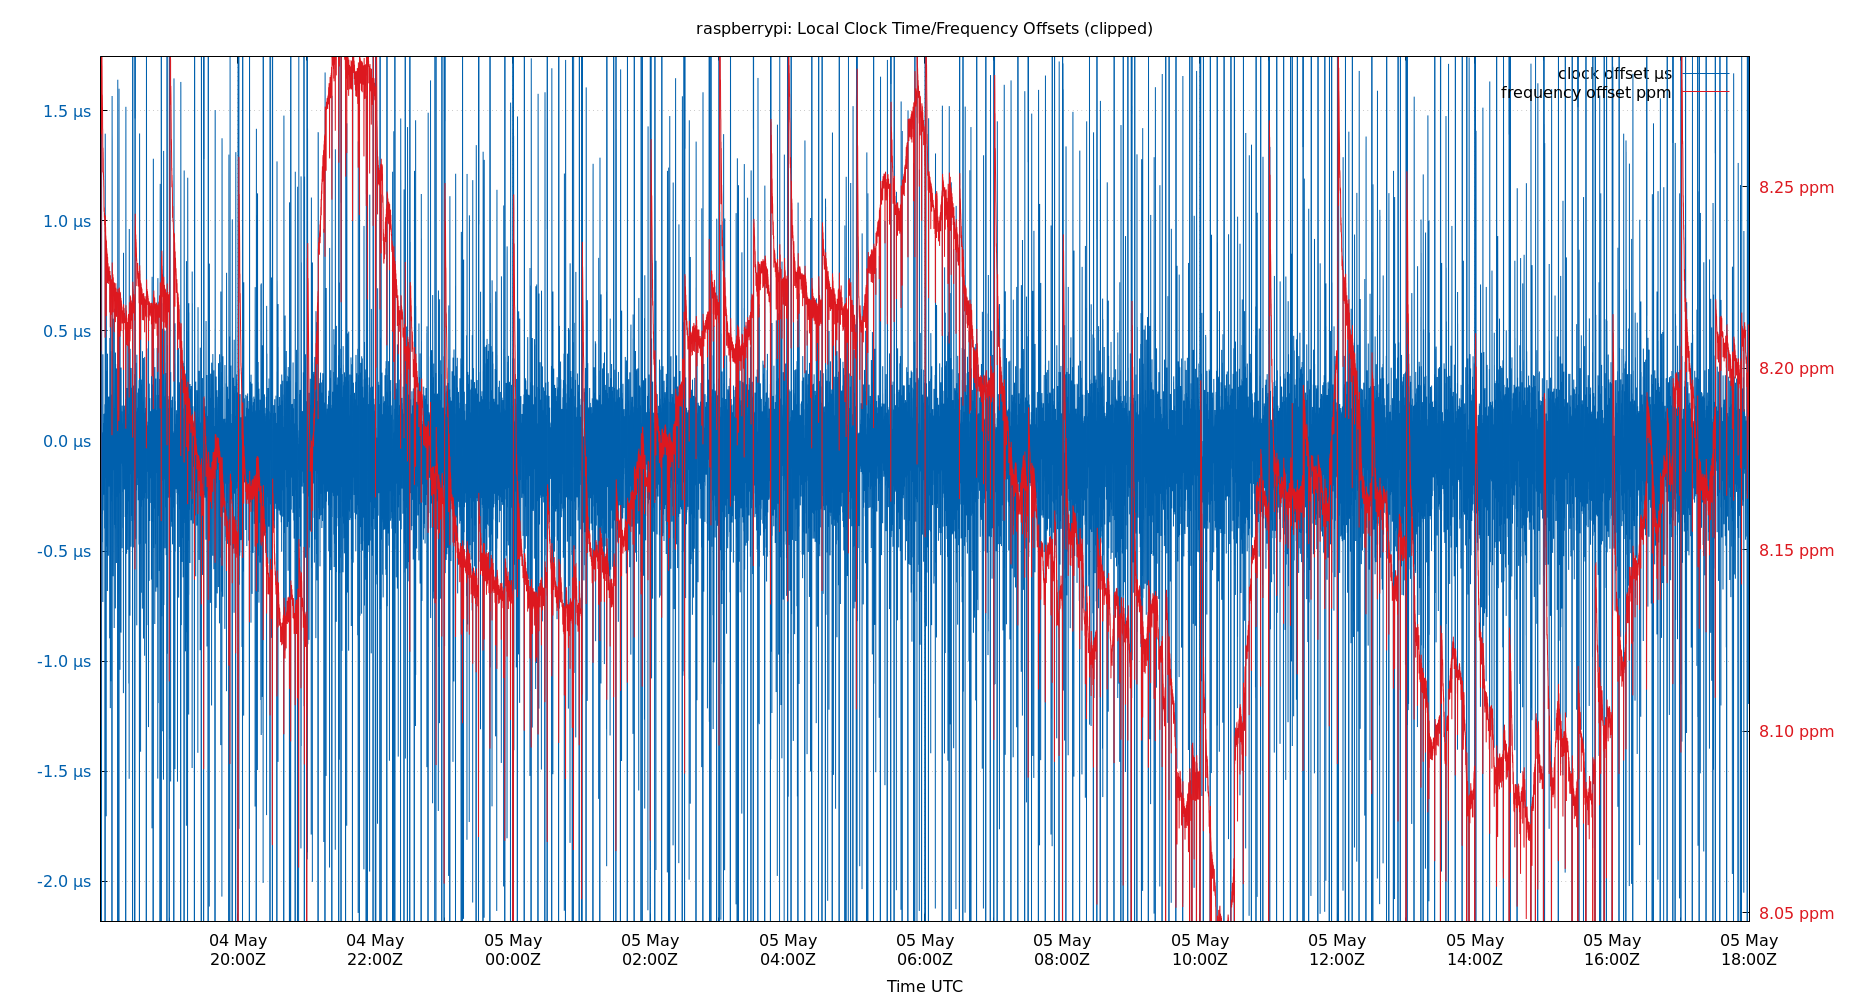 raspberrypi: Local Clock Time/Frequency Offsets (clipped)
clock offset µs
frequency offset ppm
1.5 µs
1.0 µs
0.5 µs
0.0 µs
-0.5 µs
-1.0 µs
-1.5 µs
-2.0 µs
8.25 ppm
8.20 ppm
8.15 ppm
8.10 ppm
8.05 ppm
04 May
20:00Z
04 May
22:00Z
05 May
00:00Z
05 May
02:00Z
05 May
04:00Z
05 May
06:00Z
05 May
08:00Z
05 May
10:00Z
05 May
12:00Z
05 May
14:00Z
05 May
16:00Z
05 May
18:00Z
Time UTC